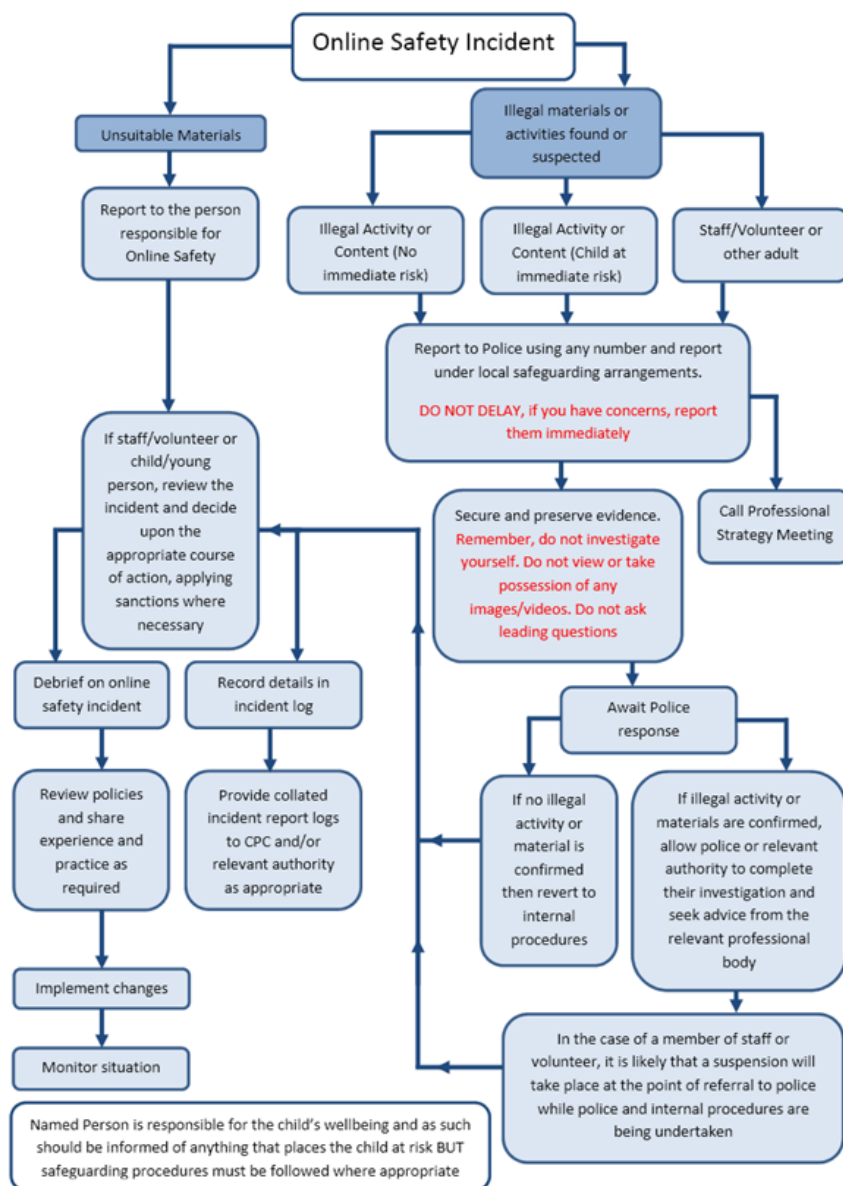 Online Safety Incident
Unsuitable Materials
Illegal materials or
activities found or
suspected
Report to the person
responsible for
Online Safety
Illegal Activity or
Content (No
immediate risk)
Illegal Activity or
Content (Child at
immediate risk)
Staff/Volunteer or
other adult
Report to Police using any number and report
under local safeguarding arrangements.
DO NOT DELAY, if you have concerns, report
them immediately
If staff/volunteer or
child/young
person, review the
incident and decide
upon the
appropriate course
of action, applying
sanctions where
necessary
Secure and preserve evidence.
Remember, do not investigate
yourself. Do not view or take
possession of any
images/videos. Do not ask
leading questions
Call Professional
Strategy Meeting
Debrief on online
safety incident
Record details in
incident log
Await Police
response
Review policies
and share
experience and
practice as
required
Provide collated
incident report logs
to CPC and/or
relevant authority
as appropriate
If no illegal
activity or
material is
confirmed
then revert to
internal
procedures
If illegal activity or
materials are confirmed,
allow police or relevant
authority to complete
their investigation and
seek advice from the
relevant professional
body
Implement changes
Monitor situation
In the case of a member of staff or
volunteer, it is likely that a suspension will
take place at the point of referral to police
while police and internal procedures are
being undertaken
Named Person is responsible for the child's wellbeing and as such
should be informed of anything that places the child at risk BUT
safeguarding procedures must be followed where appropriate